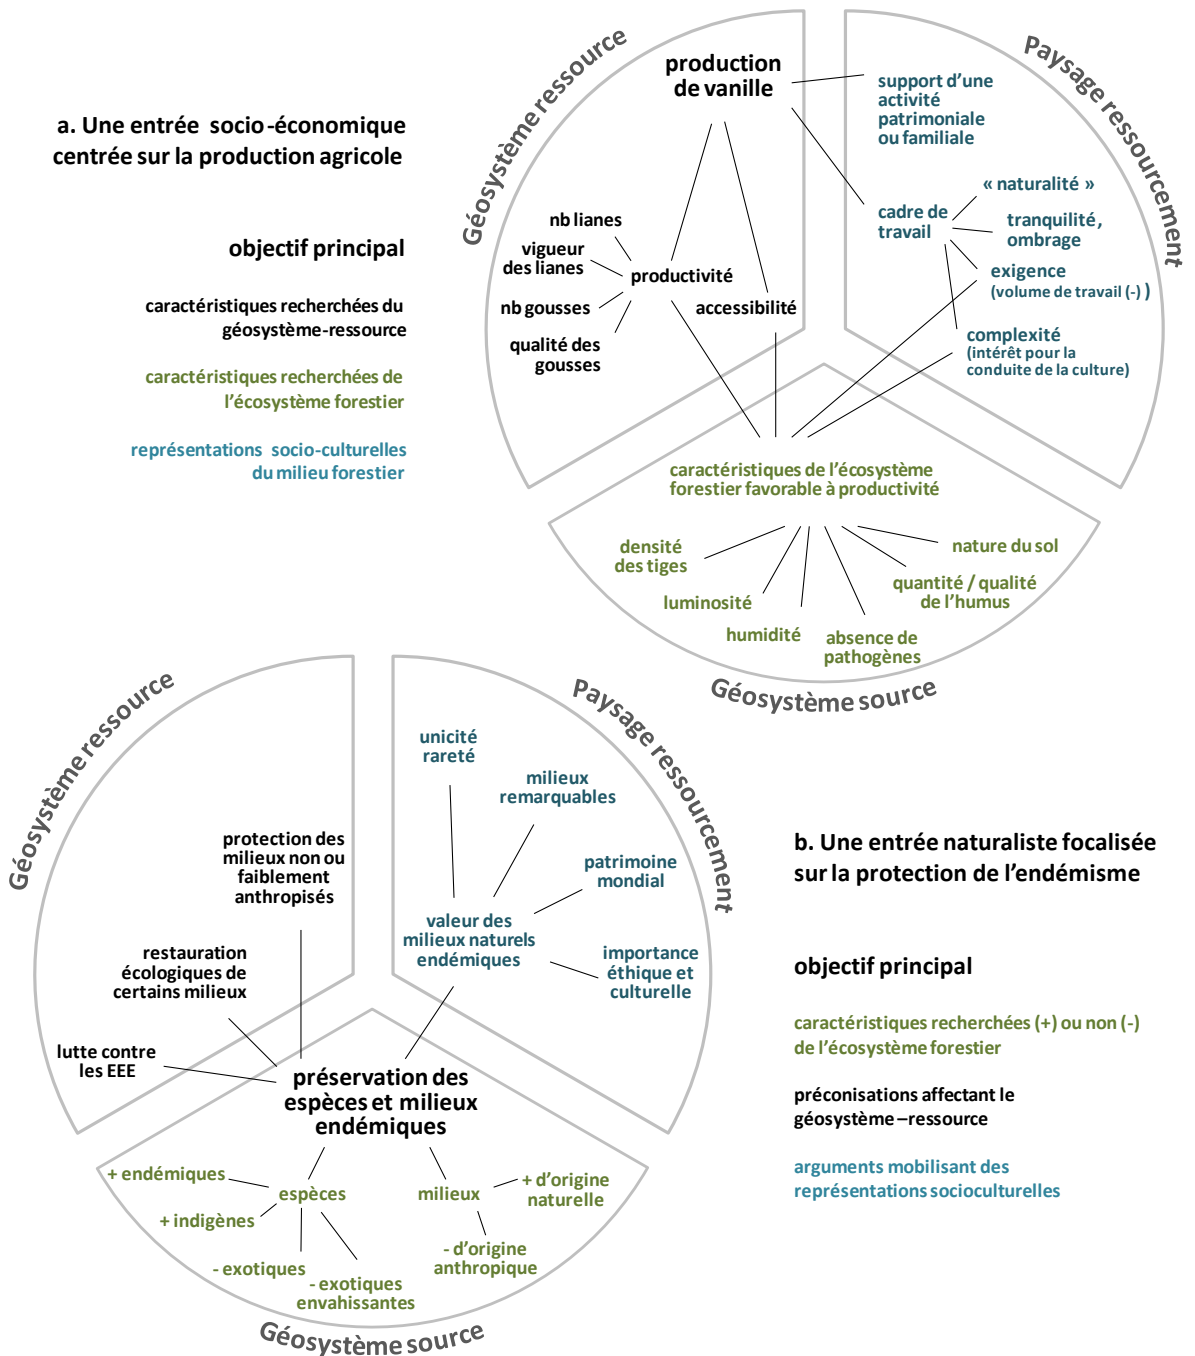 a. Une entrée socio-économique
centrée sur la production agricole
objectif principal
caractéristiques recherchées du
géosystème-ressource
caractéristiques recherchées de
l'écosystème forestier
représentations socio-culturelles
du milieu forestier
Géosystème ressource
production
de vanille
nb lianes
vigueur
des lianes
productivité
nb gousses
accessibilité
qualité des
gousses
Paysage ressourcement
support d'une
activité
patrimoniale
ou familiale
« naturalité »
cadre de
travail
tranquilité,
ombrage
exigence
(volume de travail (-) )
complexité
(intérêt pour la
conduite de la culture)
caractéristiques de l'écosystème
forestier favorable à productivité
densité
des tiges
nature du sol
luminosité
quantité / qualité
de l'humus
humidité
absence de
pathogènes
Géosystème source
Géosystème ressource
protection des
milieux non ou
faiblement
anthropisés
restauration
écologiques de
certains milieux
lutte contre
les EEE
Paysage ressourcement
unicité
rareté
milieux
remarquables
patrimoine
mondial
valeur des
milieux naturels
endémiques
importance
éthique et
culturelle
préservation des
espèces et milieux
endémiques
+ endémiques
espèces
milieux
+ d'origine
naturelle
+ indigènes
- exotiques
- d'origine
anthropique
- exotiques
envahissantes
Géosystème source
b. Une entrée naturaliste focalisée
sur la protection de l'endémisme
objectif principal
caractéristiques recherchées (+) ou non (-)
de l'écosystème forestier
préconisations affectant le
géosystème –ressource
arguments mobilisant des
représentations socioculturelles